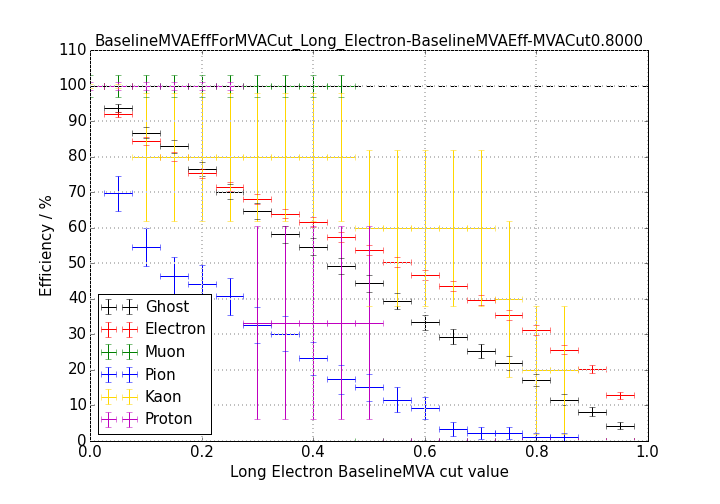 BaselineMVAEffForMVACut_Long_Electron-BaselineMVAEff-MVACut0.8000
110
100
90
80
70
60
50
40
30
20
10
0
Efficiency / %
Ghost
Electron
Muon
Pion
Kaon
Proton
0.0 0.2 0.4 0.6 0.8 1.0
Long Electron BaselineMVA cut value